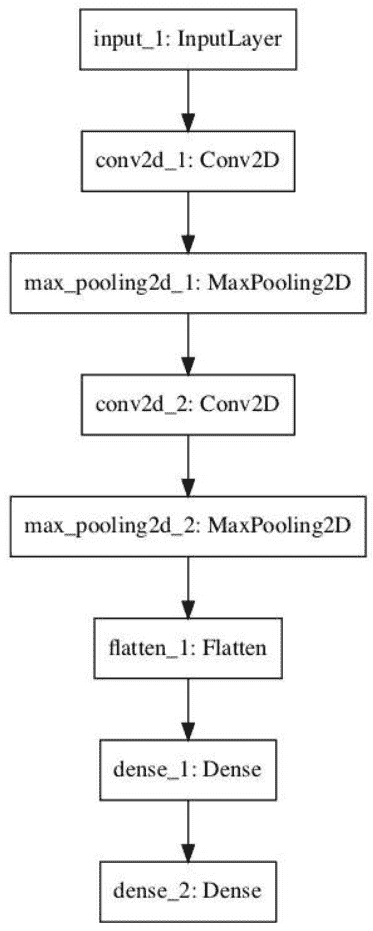 input_1: InputLayer
conv2d_1: Conv2D
max_pooling2d_1: MaxPooling2D
conv2d_2: Conv2D
max_pooling2d_2: MaxPooling2D
flatten_1: Flatten
dense_1: Dense
dense_2: Dense